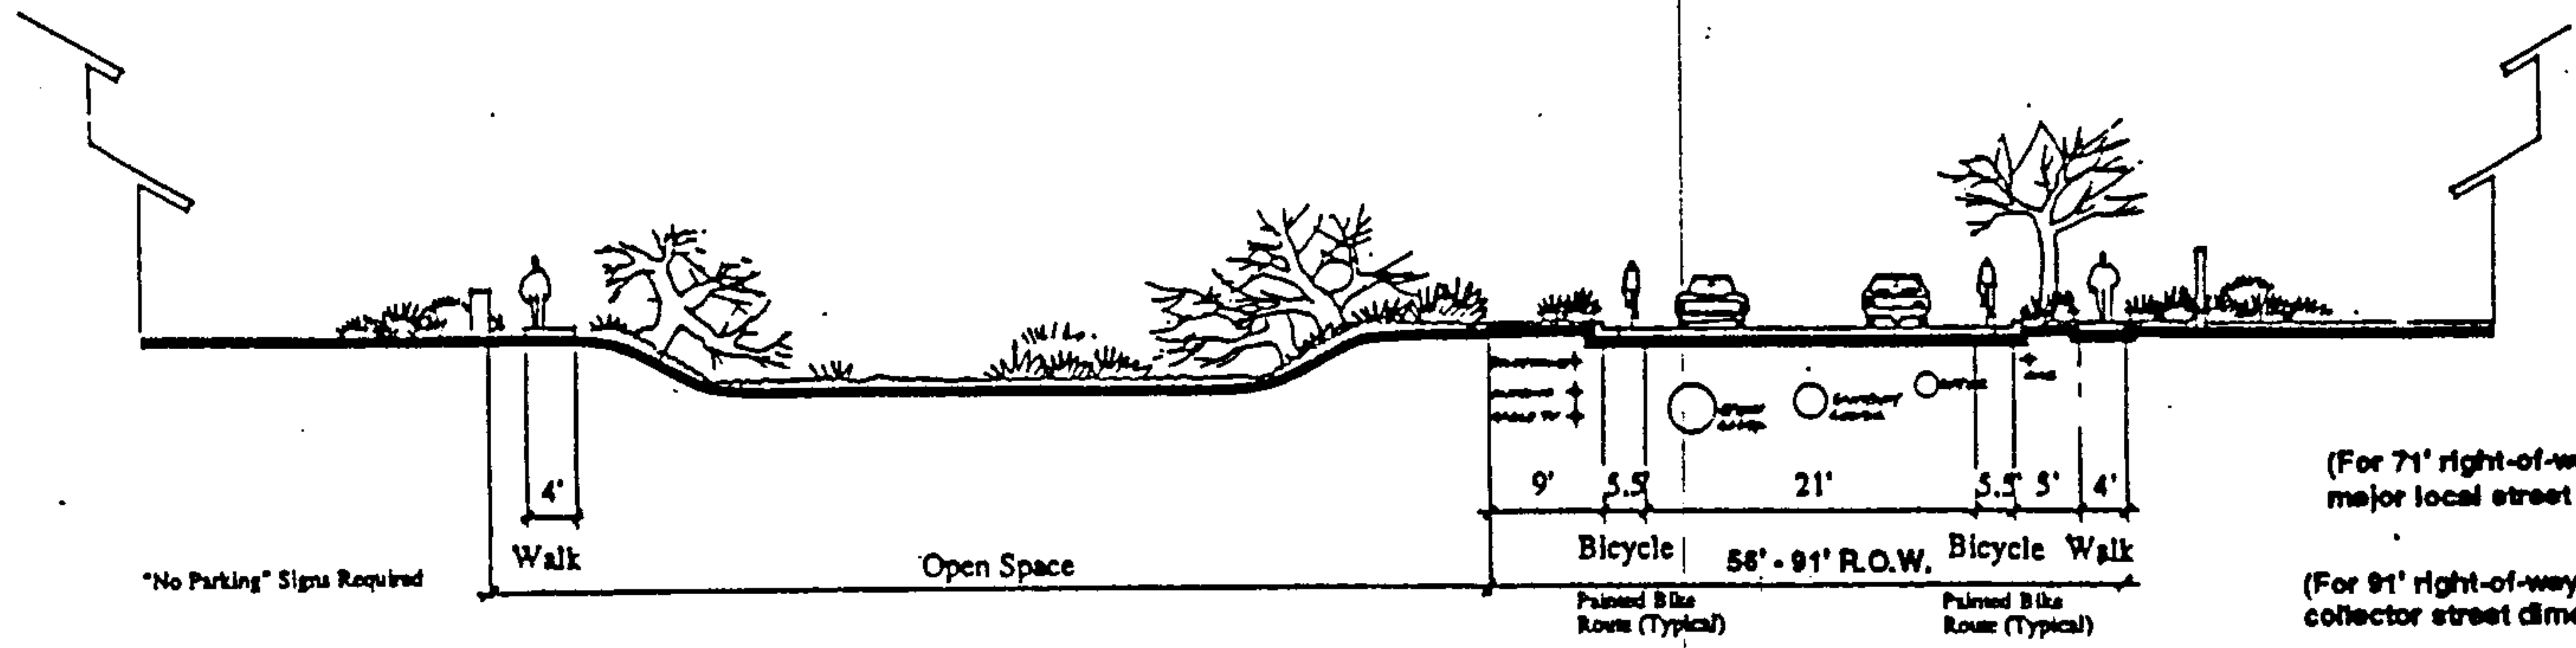 9'
5.5'
21'
5.5'
5'
4'
4'
(For 71' right-of-w
major local street
Walk
Open Space
Bicycle
56' - 91' R.O.W.
Bicycle
Walk
"No Parking" Signs Required
(For 91' right-of-way
collector street dime
Painted Bike
Route (Typical)
Painted Bike
Route (Typical)